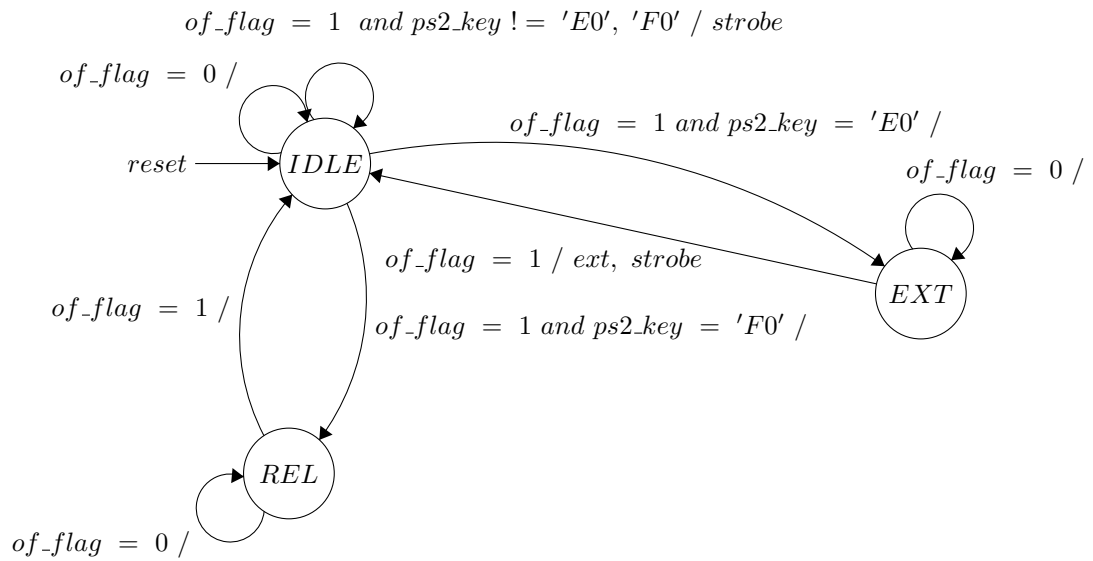 of_flag = 1 and ps2_key != 'E0', 'F0' / strobe
of_flag = 0 /
of_flag = 1 and ps2_key = 'E0' /
reset
IDLE
of_flag = 0 /
of_flag = 1 / ext, strobe
EXT
of_flag = 1 /
of_flag = 1 and ps2_key = 'F0' /
REL
of_flag = 0 /